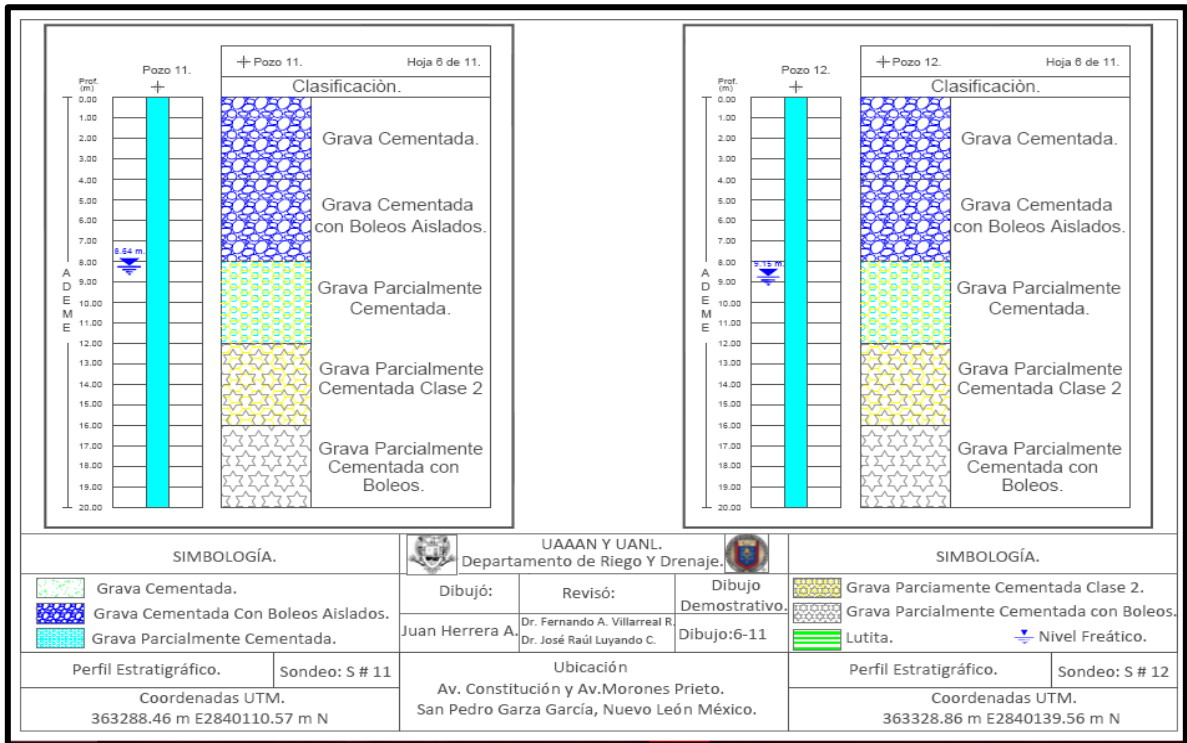 Pozo 11.
Prof.
(m)
0.00
1.00
2.00
3.00
4.00
5.00
6.00
7.00
8.00
9.00
10.00
11.00
12.00
13.00
14.00
15.00
16.00
17.00
18.00
19.00
20.00
A
D
E
M
E
8.64 m.
Pozo 11. Hoja 6 de 11.
Clasificaciòn.
Grava Cementada.
Grava Cementada
con Boleos Aislados.
Grava Parcialmente
Cementada.
Grava Parcialmente
Cementada Clase 2
Grava Parcialmente
Cementada con
Boleos.
Pozo 12.
Prof.
(m)
0.00
1.00
2.00
3.00
4.00
5.00
6.00
7.00
8.00
9.00
10.00
11.00
12.00
13.00
14.00
15.00
16.00
17.00
18.00
19.00
20.00
A
D
E
M
E
9.15 m.
Pozo 12. Hoja 6 de 11.
Clasificaciòn.
Grava Cementada.
Grava Cementada
con Boleos Aislados.
Grava Parcialmente
Cementada.
Grava Parcialmente
Cementada Clase 2
Grava Parcialmente
Cementada con
Boleos.
SIMBOLOGÍA.
Grava Cementada.
Grava Cementada Con Boleos Aislados.
Grava Parcialmente Cementada.
Perfil Estratigráfico. Sondeo: S # 11
Coordenadas UTM.
363288.46 m E2840110.57 m N
UAAAN Y UANL.
Departamento de Riego Y Drenaje.
Dibujó:
Juan Herrera A.
Revisó:
Dr. Fernando A. Villarreal R.
Dr. José Raúl Luyando C.
Dibujo
Demostrativo.
Dibujo:6-11
Ubicación
Av. Constitución y Av.Morones Prieto.
San Pedro Garza García, Nuevo León México.
SIMBOLOGÍA.
Grava Parciamente Cementada Clase 2.
Grava Parcialmente Cementada con Boleos.
Lutita. Nivel Freático.
Perfil Estratigráfico. Sondeo: S # 12
Coordenadas UTM.
363328.86 m E2840139.56 m N